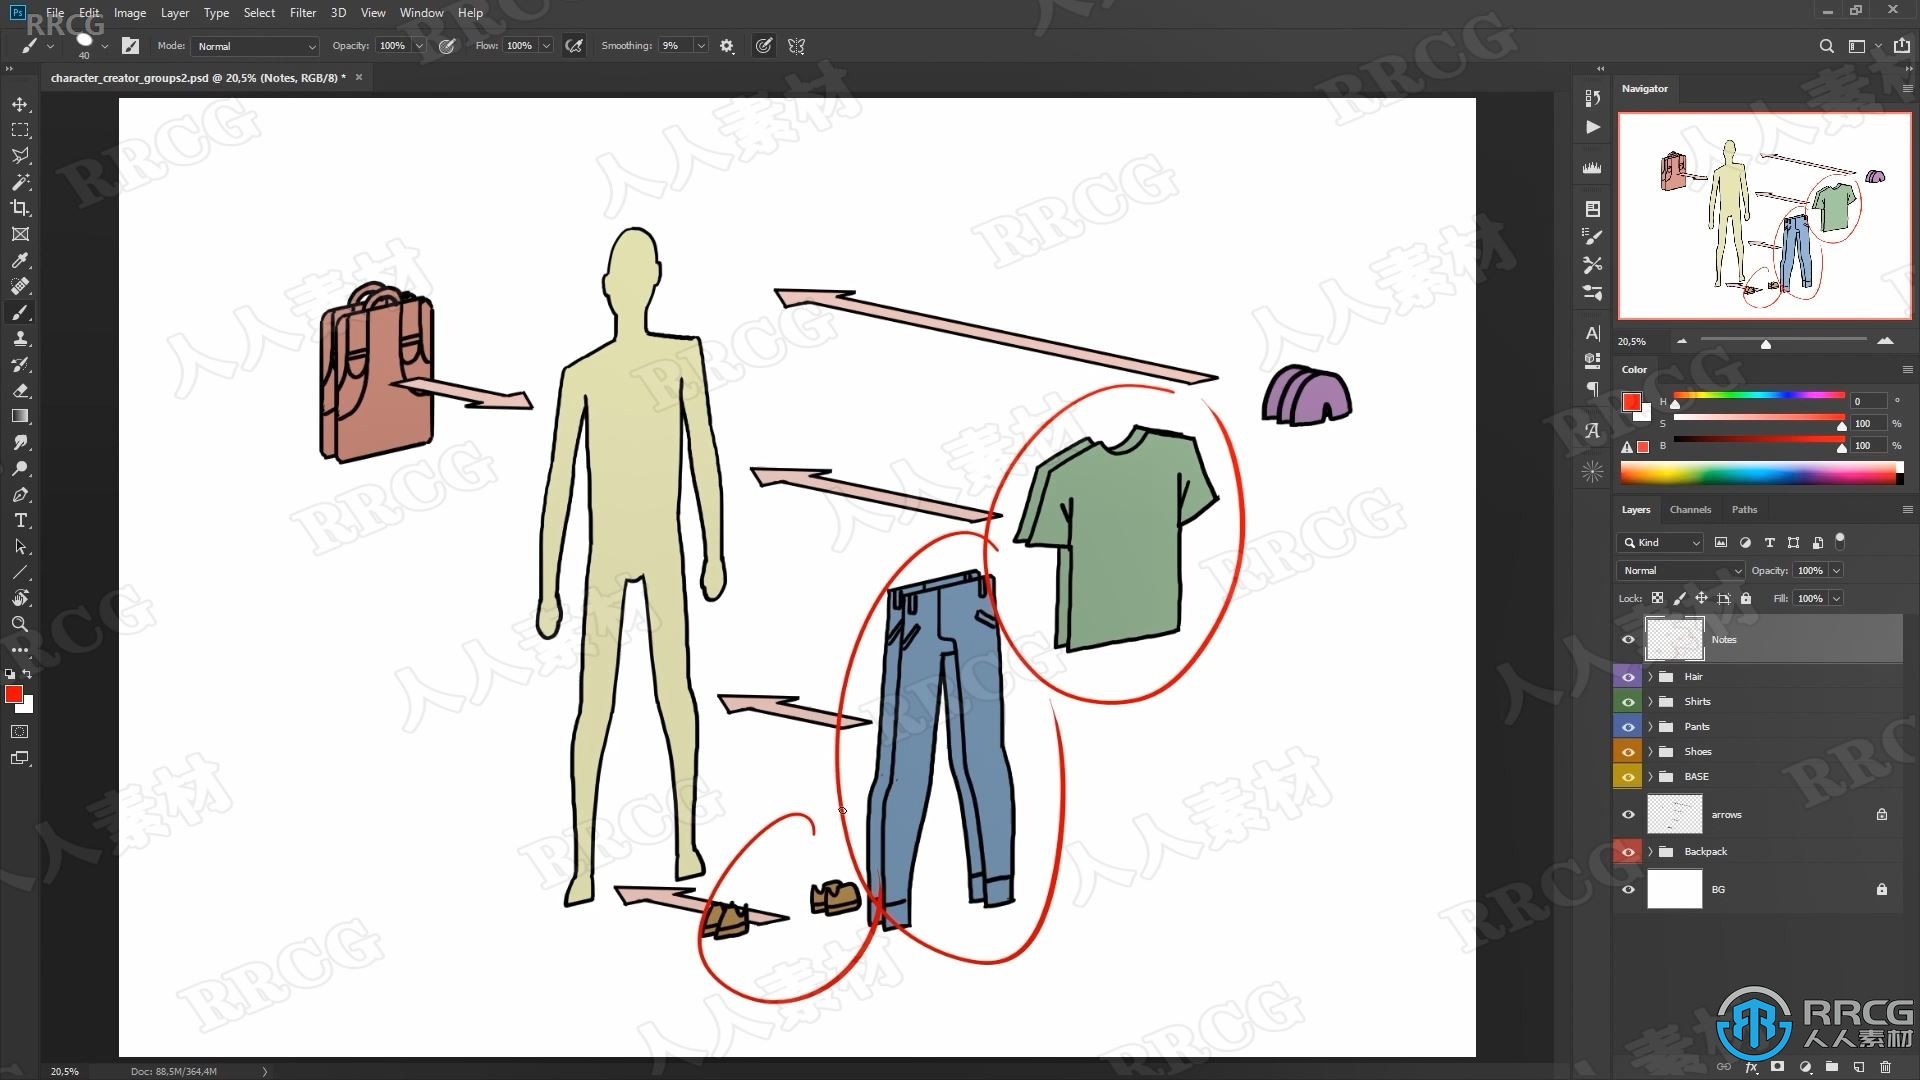 File Edit Image Layer Type Select Filter 3D View Window Help
RRCG
40 Mode: Normal Opacity: 100% Flow: 100% Smoothing: 9%
character_creator_groups2.psd @ 20,5% (Notes, RGB/8) *
Navigator
20,5%
Color
H 0 °
S 100 %
B 100 %
Layers Channels Paths
Kind
Normal Opacity: 100%
Lock: Fill: 100%
Notes
Hair
Shirts
Pants
Shoes
BASE
arrows
Backpack
BG
RRCG
人人素材
20,5% Doc: 88,5M/364,4M